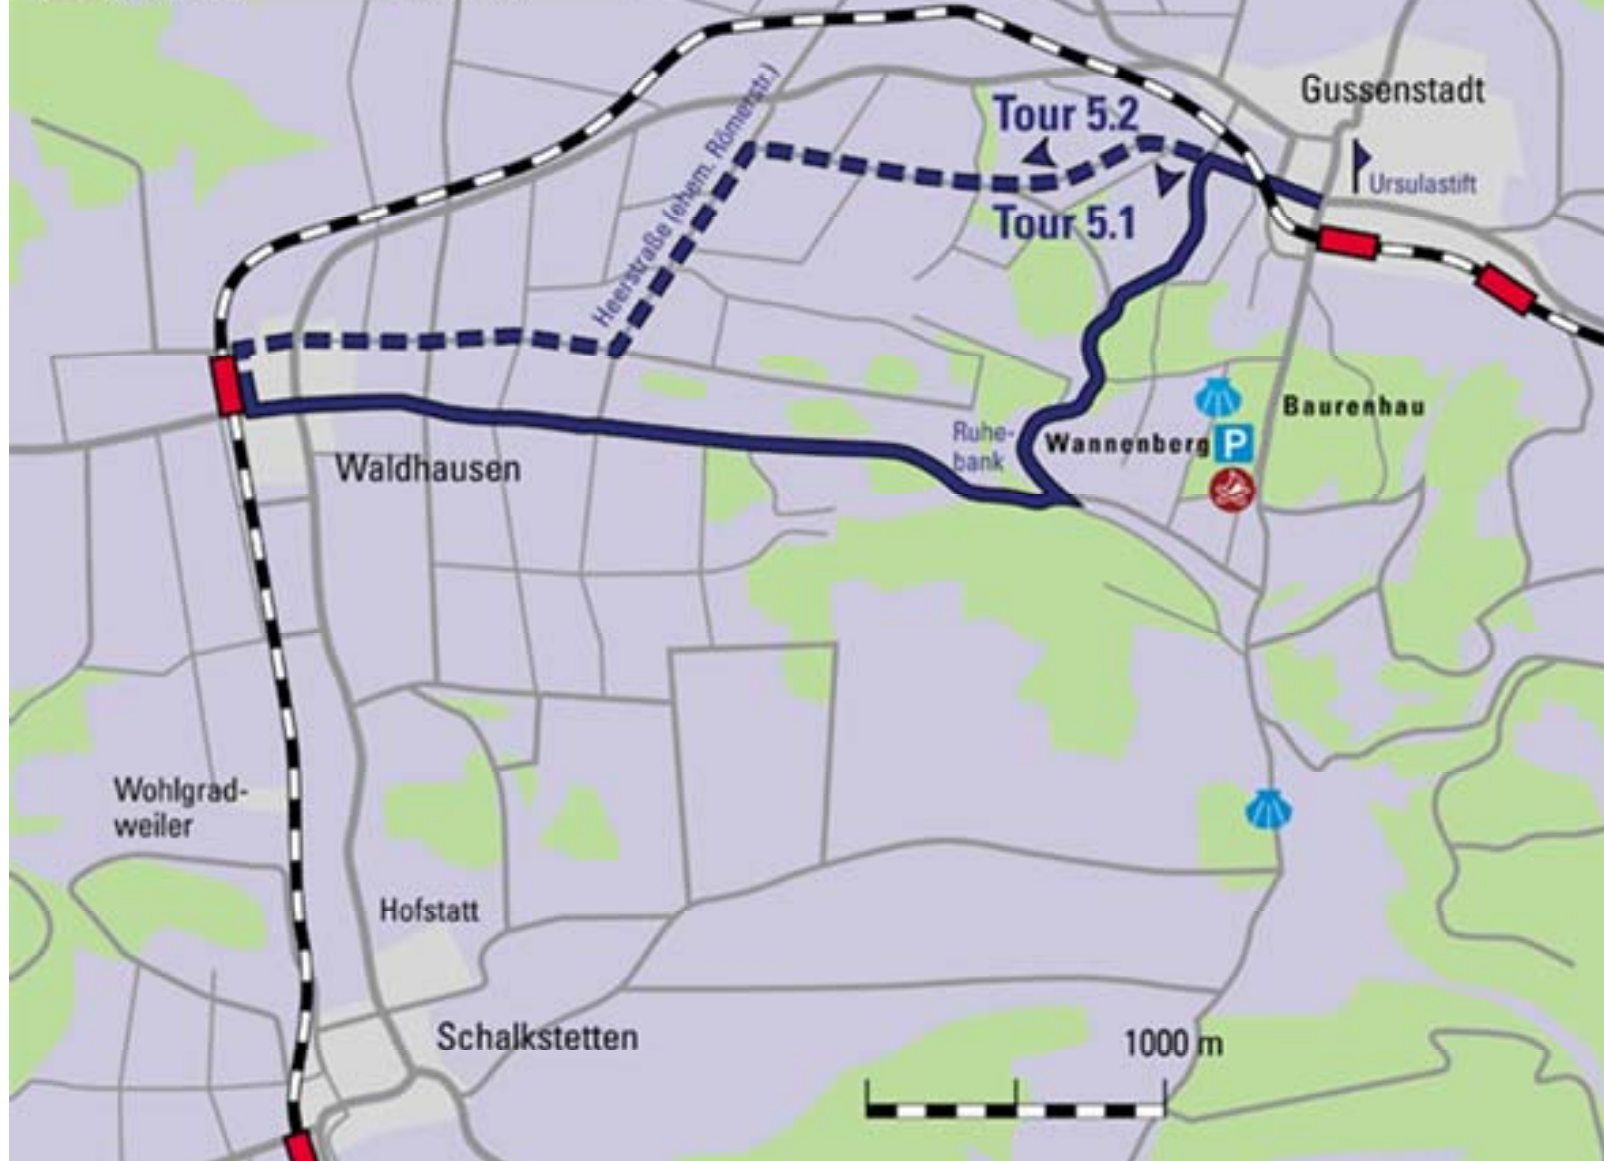 Gussenstadt
Tour 5.2
Heerstraße (ehem. Römerstr.)
Ursulastift
Tour 5.1
Baurenhau
Ruhe-
bank
Wannenberg
P
Waldhausen
Wohlgrad-
weiler
Hofstatt
Schalkstetten
1000 m